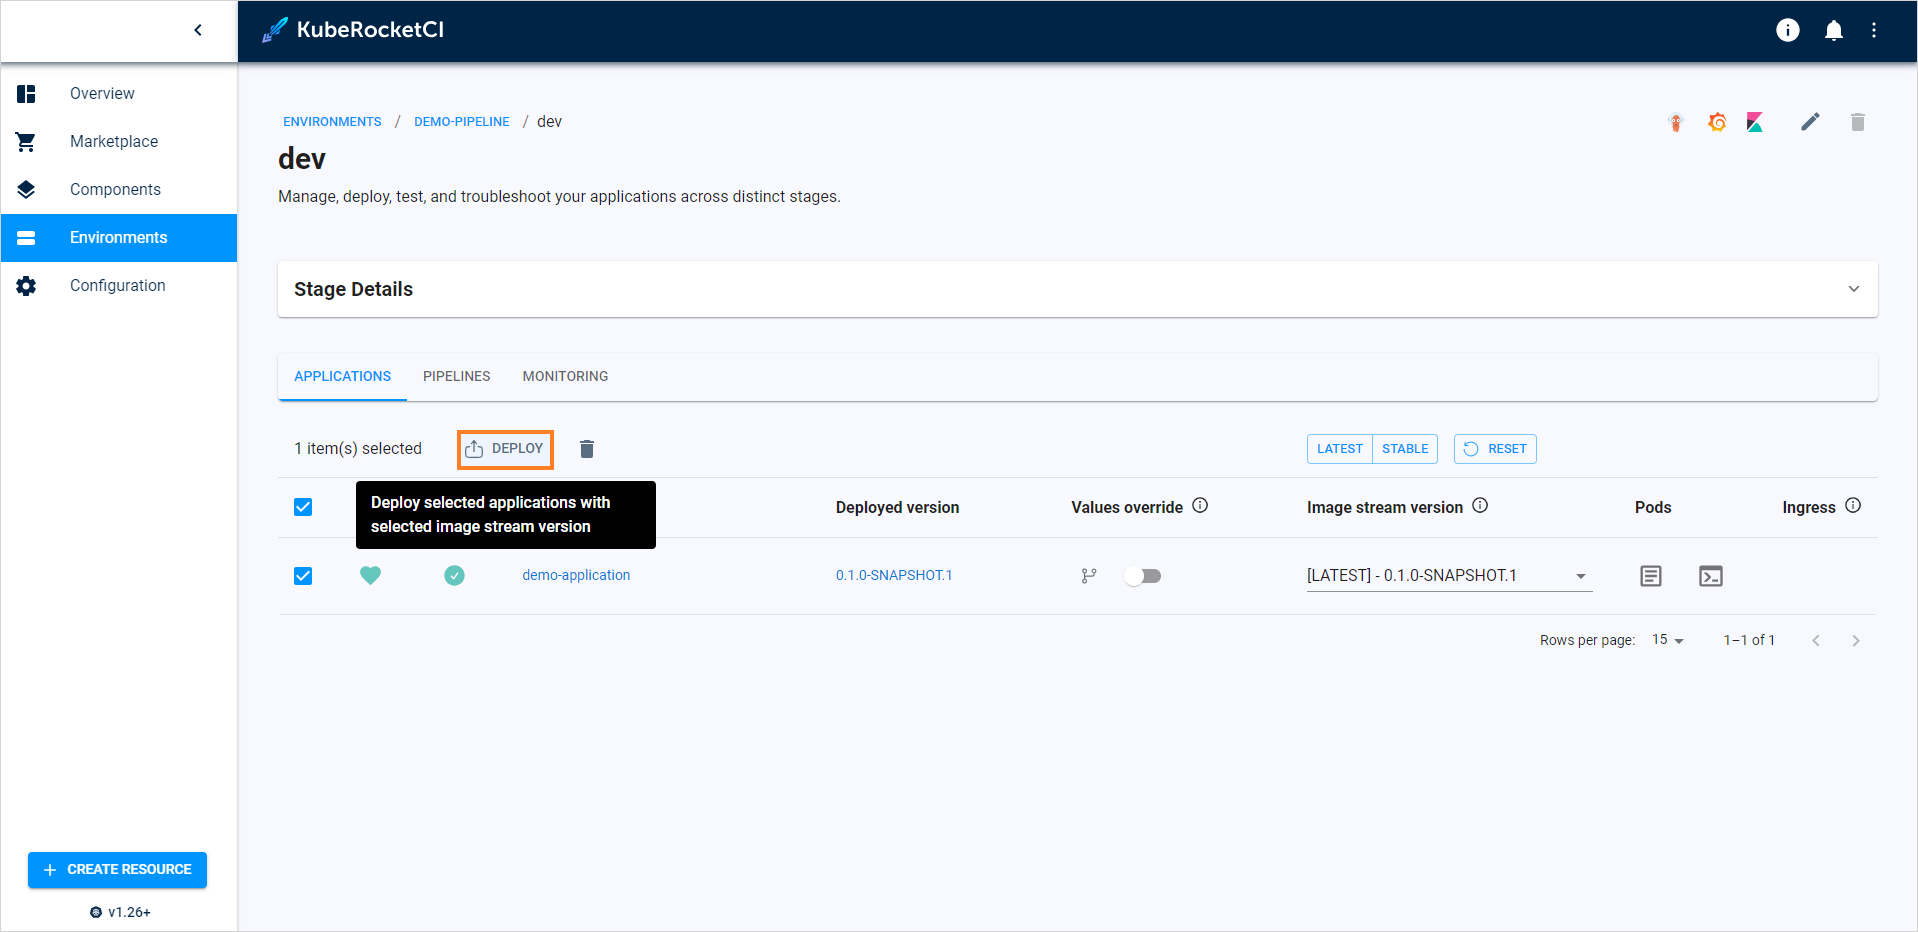 KubeRocketCI
Overview
Marketplace
Components
Environments
Configuration
CREATE RESOURCE
v1.26+
ENVIRONMENTS / DEMO-PIPELINE / dev
dev
Manage, deploy, test, and troubleshoot your applications across distinct stages.
Stage Details
APPLICATIONS PIPELINES MONITORING
1 item(s) selected DEPLOY LATEST STABLE RESET
Deploy selected applications with
selected image stream version
Deployed version Values override Image stream version Pods Ingress
demo-application 0.1.0-SNAPSHOT.1 [LATEST] - 0.1.0-SNAPSHOT.1
Rows per page: 15 1–1 of 1